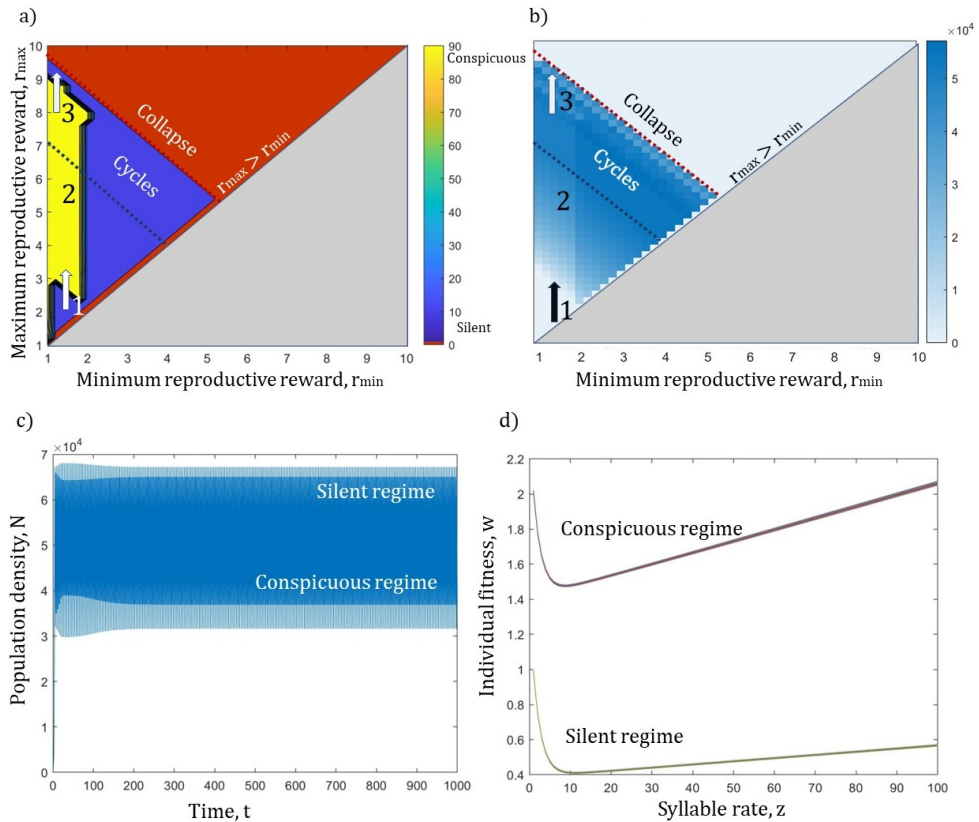 a)
Maximum reproductive reward, rmax
10
9
8
7
6
5
4
3
2
1
3
2
1
Collapse
Cycles
rmax > rmin
1 2 3 4 5 6 7 8 9 10
Minimum reproductive reward, rmin
90
Conspicuous
80
70
60
50
40
30
20
10
Silent
0
b)
3
2
1
Collapse
Cycles
rmax > rmin
1 2 3 4 5 6 7 8 9 10
Minimum reproductive reward, rmin
×10⁴
5
4
3
2
1
0
c)
Population density, N
×10⁴
7
6
5
4
3
2
1
0
Silent regime
Conspicuous regime
0 100 200 300 400 500 600 700 800 900 1000
Time, t
d)
Individual fitness, w
2.2
2
1.8
1.6
1.4
1.2
1
0.8
0.6
0.4
Conspicuous regime
Silent regime
0 10 20 30 40 50 60 70 80 90 100
Syllable rate, z